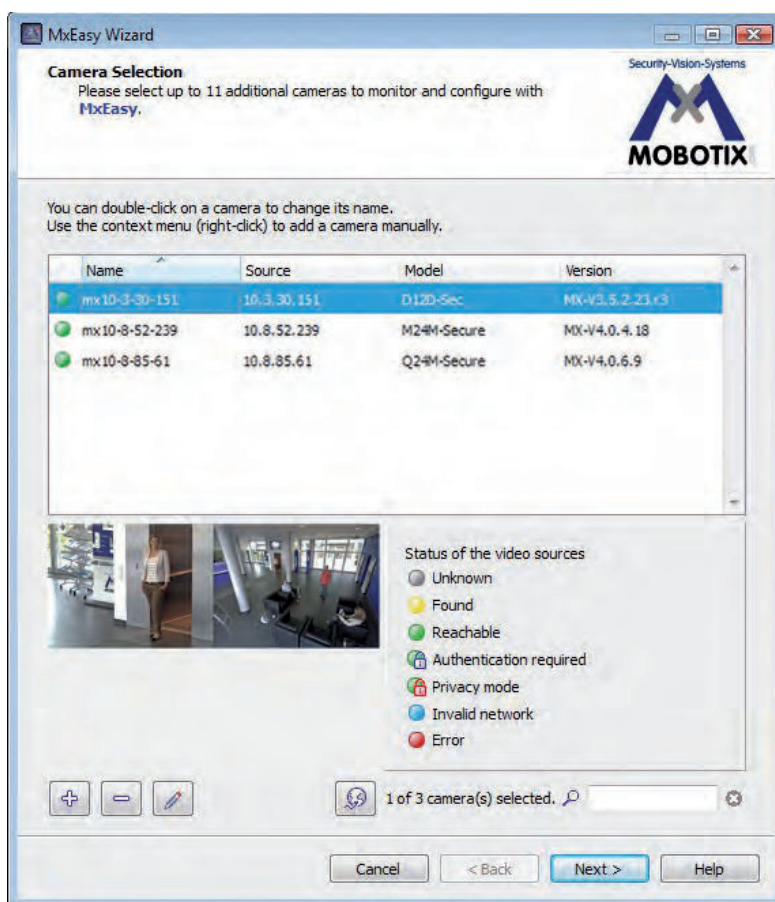 MxEasy Wizard
Camera Selection
Please select up to 11 additional cameras to monitor and configure with
MxEasy.
Security-Vision-Systems
MOBOTIX
You can double-click on a camera to change its name.
Use the context menu (right-click) to add a camera manually.
Name Source Model Version
mx10-3-30-151 10.3.30.151 D12D-Sec MX-V3.5.2.23.r3
mx10-8-52-239 10.8.52.239 M24M-Secure MX-V4.0.4.18
mx10-8-85-61 10.8.85.61 Q24M-Secure MX-V4.0.6.9
Status of the video sources
Unknown
Found
Reachable
Authentication required
Privacy mode
Invalid network
Error
1 of 3 camera(s) selected.
Cancel < Back Next > Help